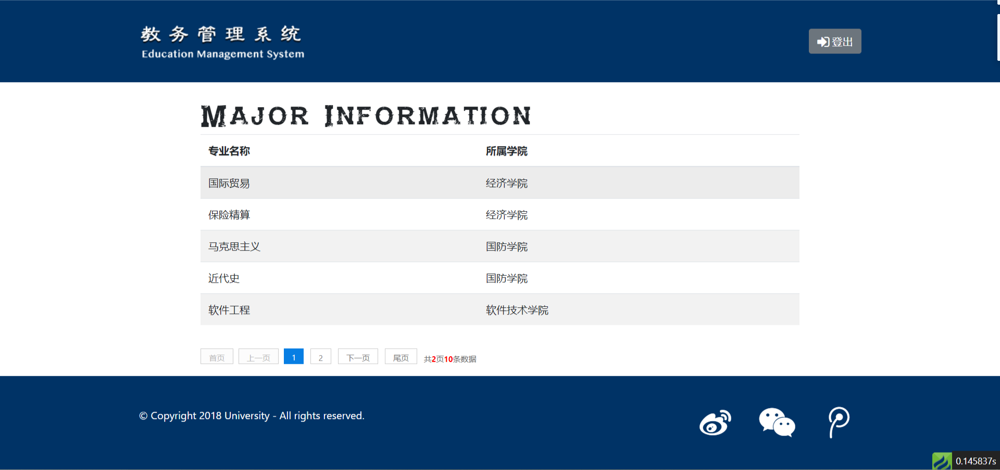 教务管理系统
Education Management System
登出
Major Information
专业名称 所属学院
国际贸易 经济学院
保险精算 经济学院
马克思主义 国防学院
近代史 国防学院
软件工程 软件技术学院
首页 上一页 1 2 下一页 尾页 共2页10条数据
© Copyright 2018 University - All rights reserved.
0.145837s